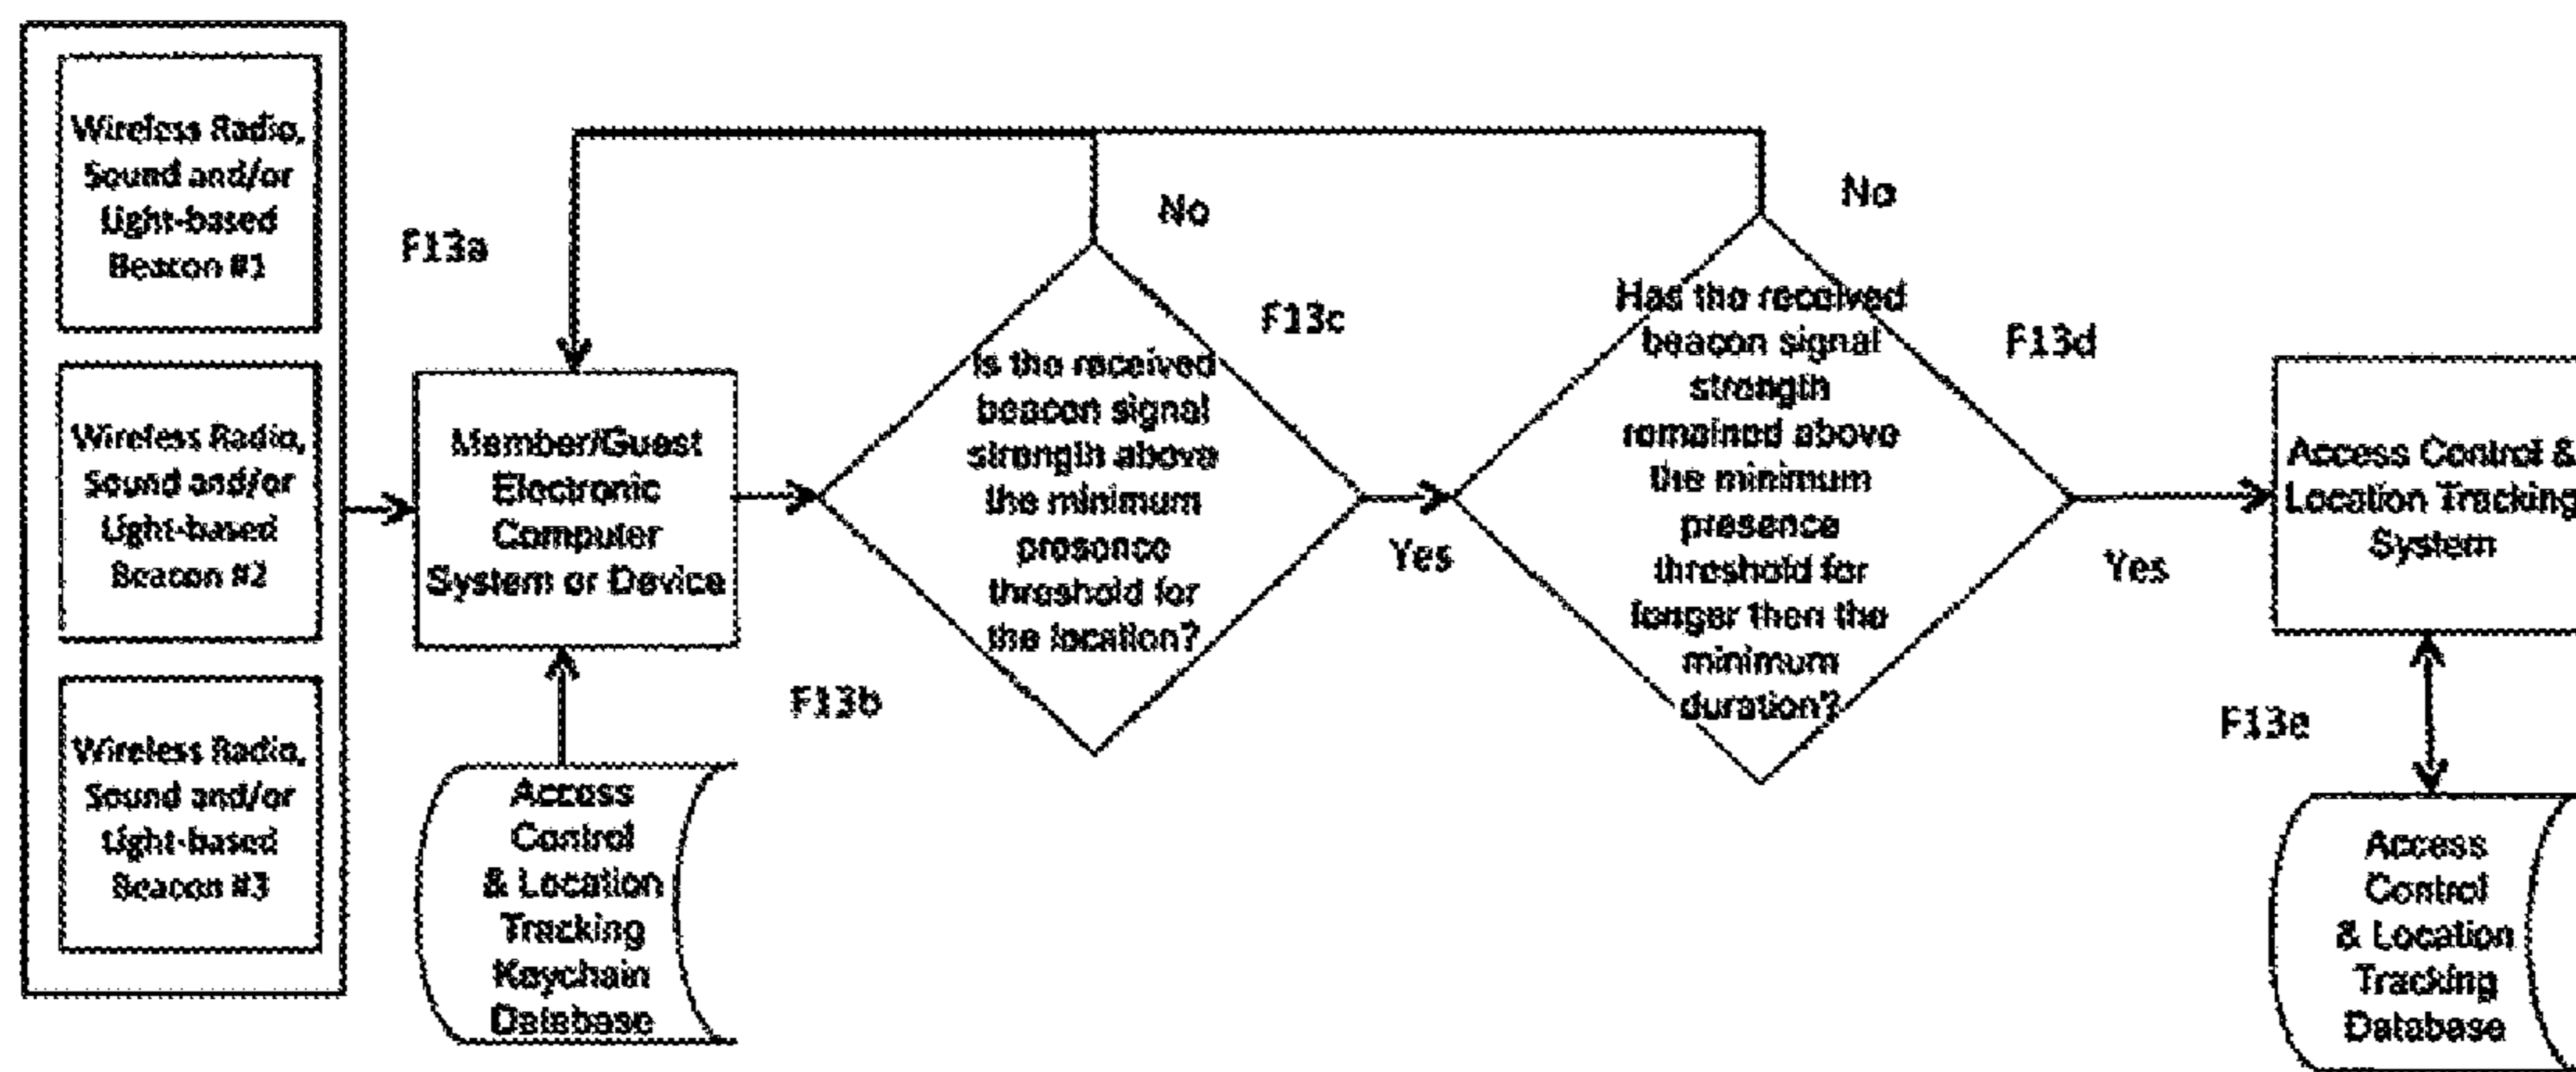 Wireless Radio,
Sound and/or
Light-based
Beacon #1
Wireless Radio,
Sound and/or
Light-based
Beacon #2
Wireless Radio,
Sound and/or
Light-based
Beacon #3
F13a
Member/Guest
Electronic
Computer
System or Device
F13b
Access
Control
& Location
Tracking
Keychain
Database
No
F13c
Is the received
beacon signal
strength above
the minimum
presence
threshold for
the location?
Yes
No
F13d
Has the received
beacon signal
strength
remained above
the minimum
presence
threshold for
longer then the
minimum
duration?
Yes
Access Control &
Location Tracking
System
F13e
Access
Control
& Location
Tracking
Database